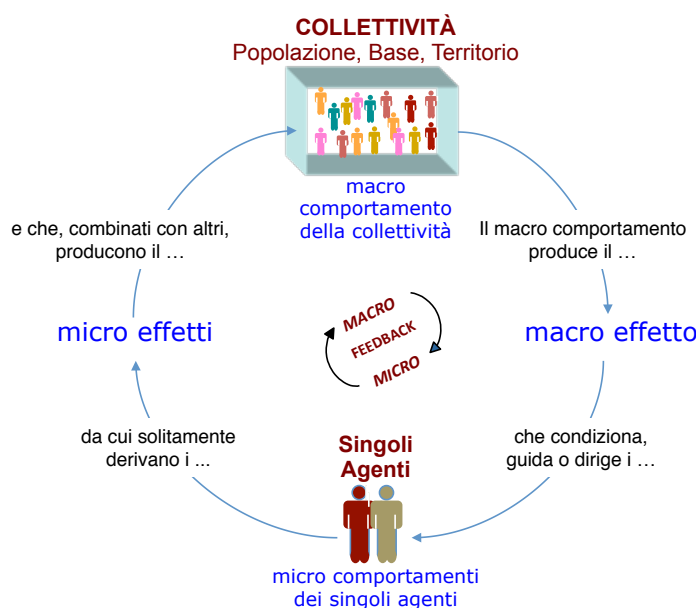 COLLETTIVITÀ
Popolazione, Base, Territorio
macro
comportamento
della collettività
Il macro comportamento
produce il …
macro effetto
che condiziona,
guida o dirige i …
Singoli
Agenti
micro comportamenti
dei singoli agenti
da cui solitamente
derivano i ...
micro effetti
e che, combinati con altri,
producono il …
MACRO
FEEDBACK
MICRO